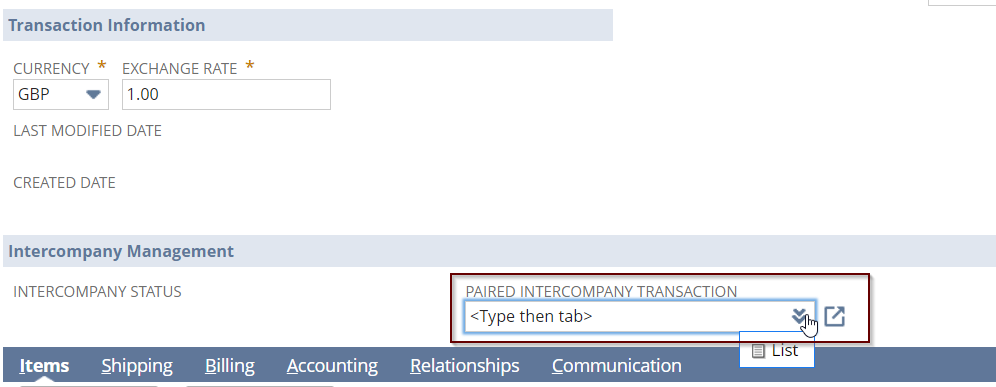 Transaction Information
CURRENCY * EXCHANGE RATE *
GBP 1.00
LAST MODIFIED DATE
CREATED DATE
Intercompany Management
INTERCOMPANY STATUS PAIRED INTERCOMPANY TRANSACTION
<Type then tab>
List
Items Shipping Billing Accounting Relationships Communication